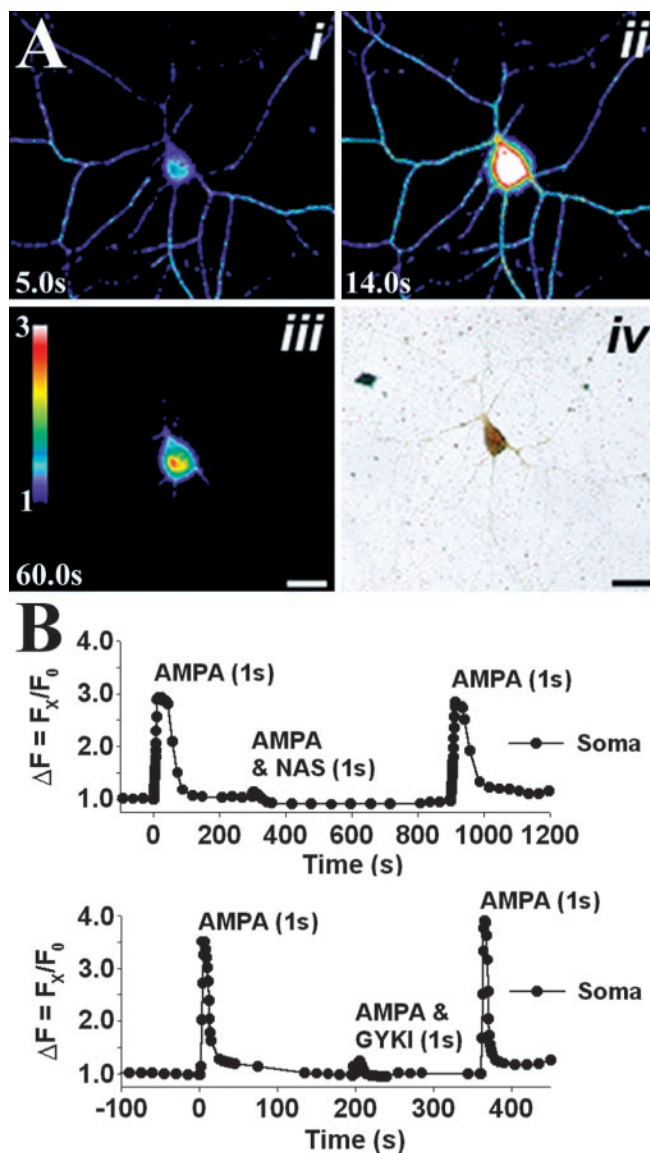 A
i
ii
5.0s
14.0s
3
iii
iv
1
60.0s
B
4.0
AMPA (1s)
AMPA (1s)
3.0
AMPA
& NAS (1s)
Soma
2.0
1.0
ΔF = Fx/F0
0 200 400 600 800 1000 1200
Time (s)
AMPA (1s)
AMPA (1s)
4.0
3.0
Soma
AMPA &
GYKI (1s)
2.0
1.0
ΔF = Fx/F0
-100 0 100 200 300 400
Time (s)